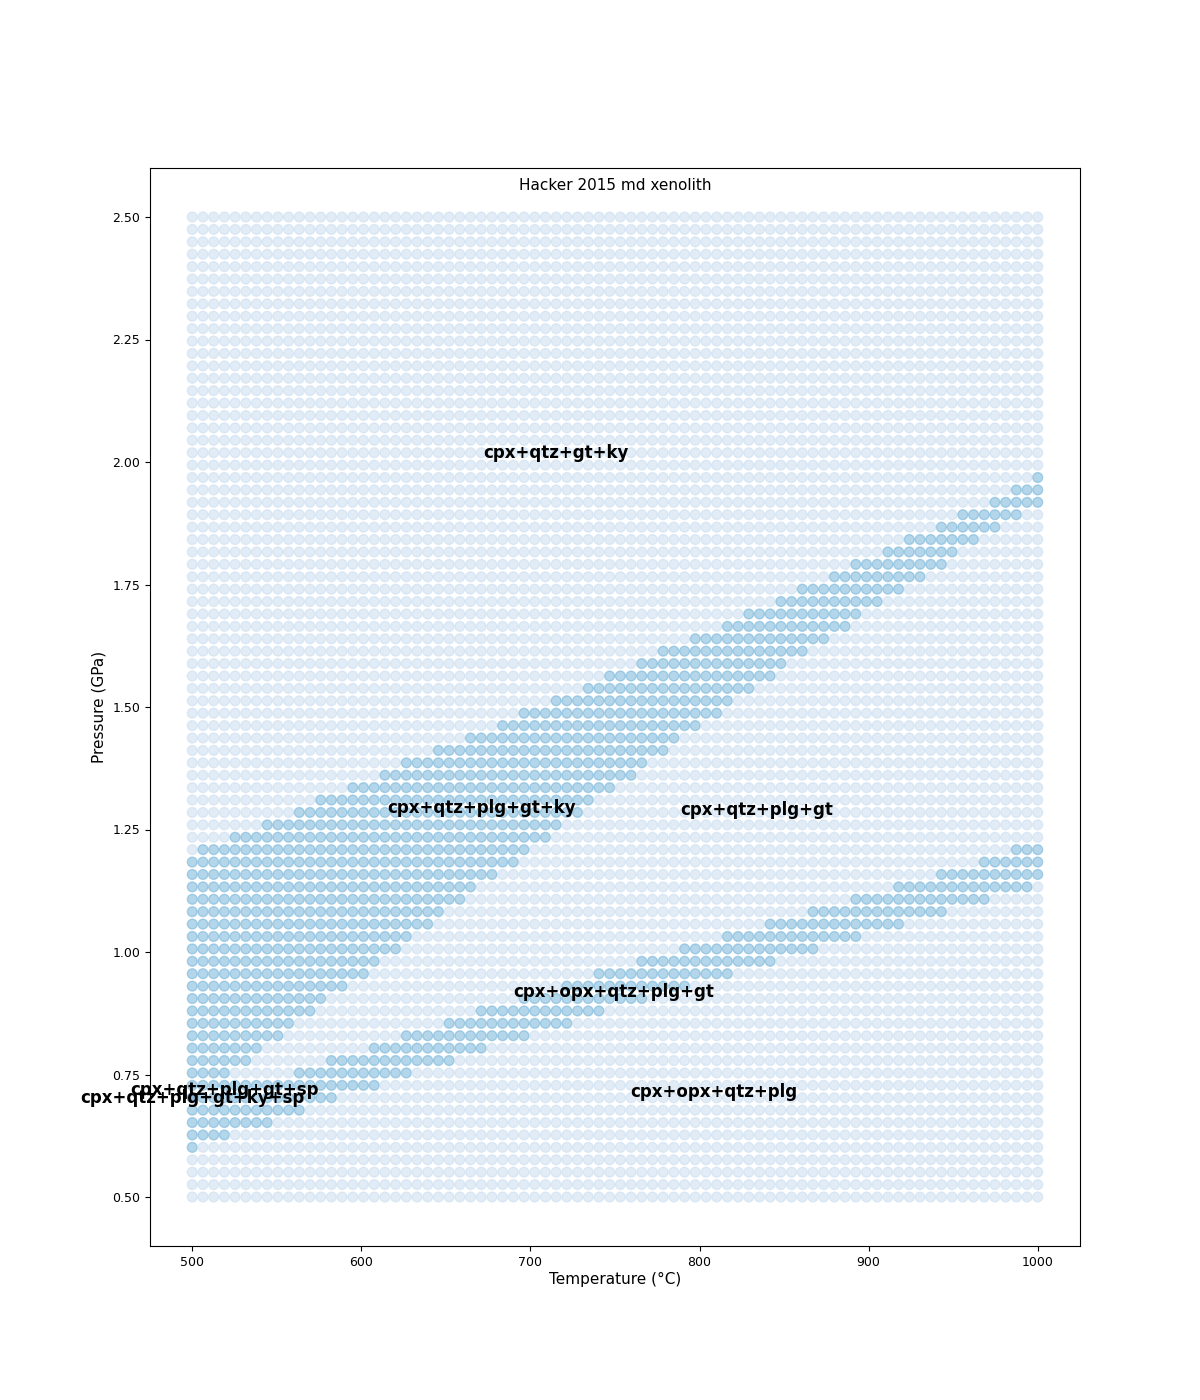 Hacker 2015 md xenolith
2.50
2.25
2.00
1.75
1.50
1.25
1.00
0.75
0.50
Pressure (GPa)
cpx+qtz+gt+ky
cpx+qtz+plg+gt+ky
cpx+qtz+plg+gt
cpx+opx+qtz+plg+gt
cpx+qtz+plg+gt+sp
cpx+qtz+plg+gt+ky+sp
cpx+opx+qtz+plg
500 600 700 800 900 1000
Temperature (°C)